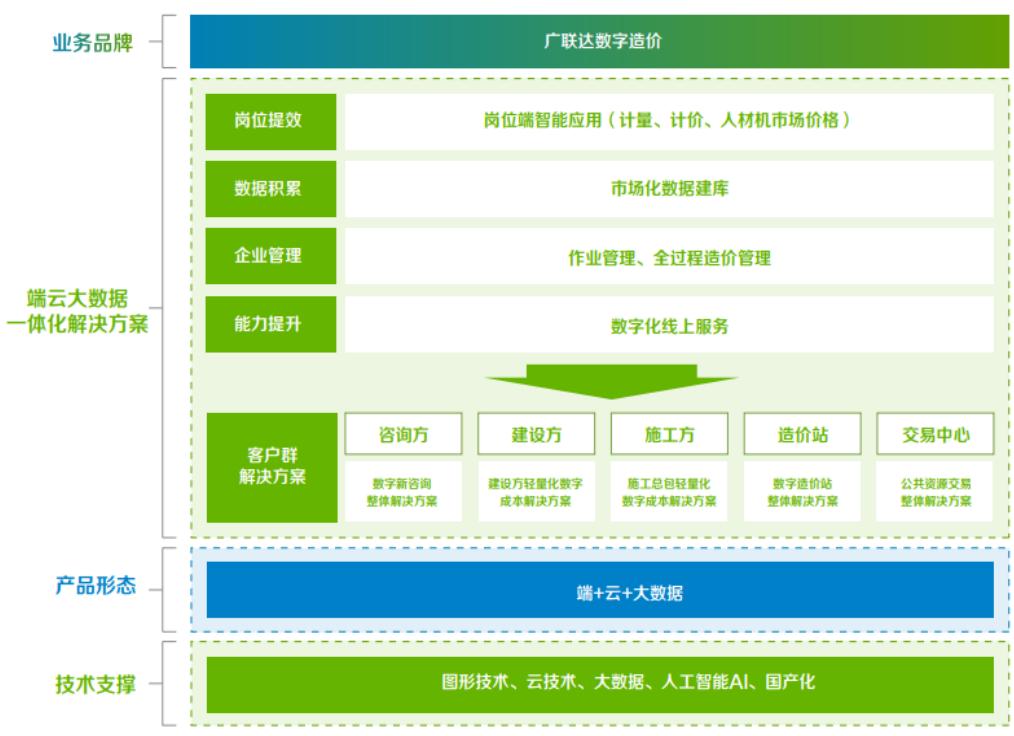 业务品牌
广联达数字造价
端云大数据
一体化解决方案
岗位提效
岗位端智能应用（计量、计价、人材机市场价格）
数据积累
市场化数据建库
企业管理
作业管理、全过程造价管理
能力提升
数字化线上服务
客户群
解决方案
咨询方
数字新咨询
整体解决方案
建设方
建设方轻量化数字
成本解决方案
施工方
施工总包轻量化
数字成本解决方案
造价站
数字造价站
整体解决方案
交易中心
公共资源交易
整体解决方案
产品形态
端+云+大数据
技术支撑
图形技术、云技术、大数据、人工智能AI、国产化